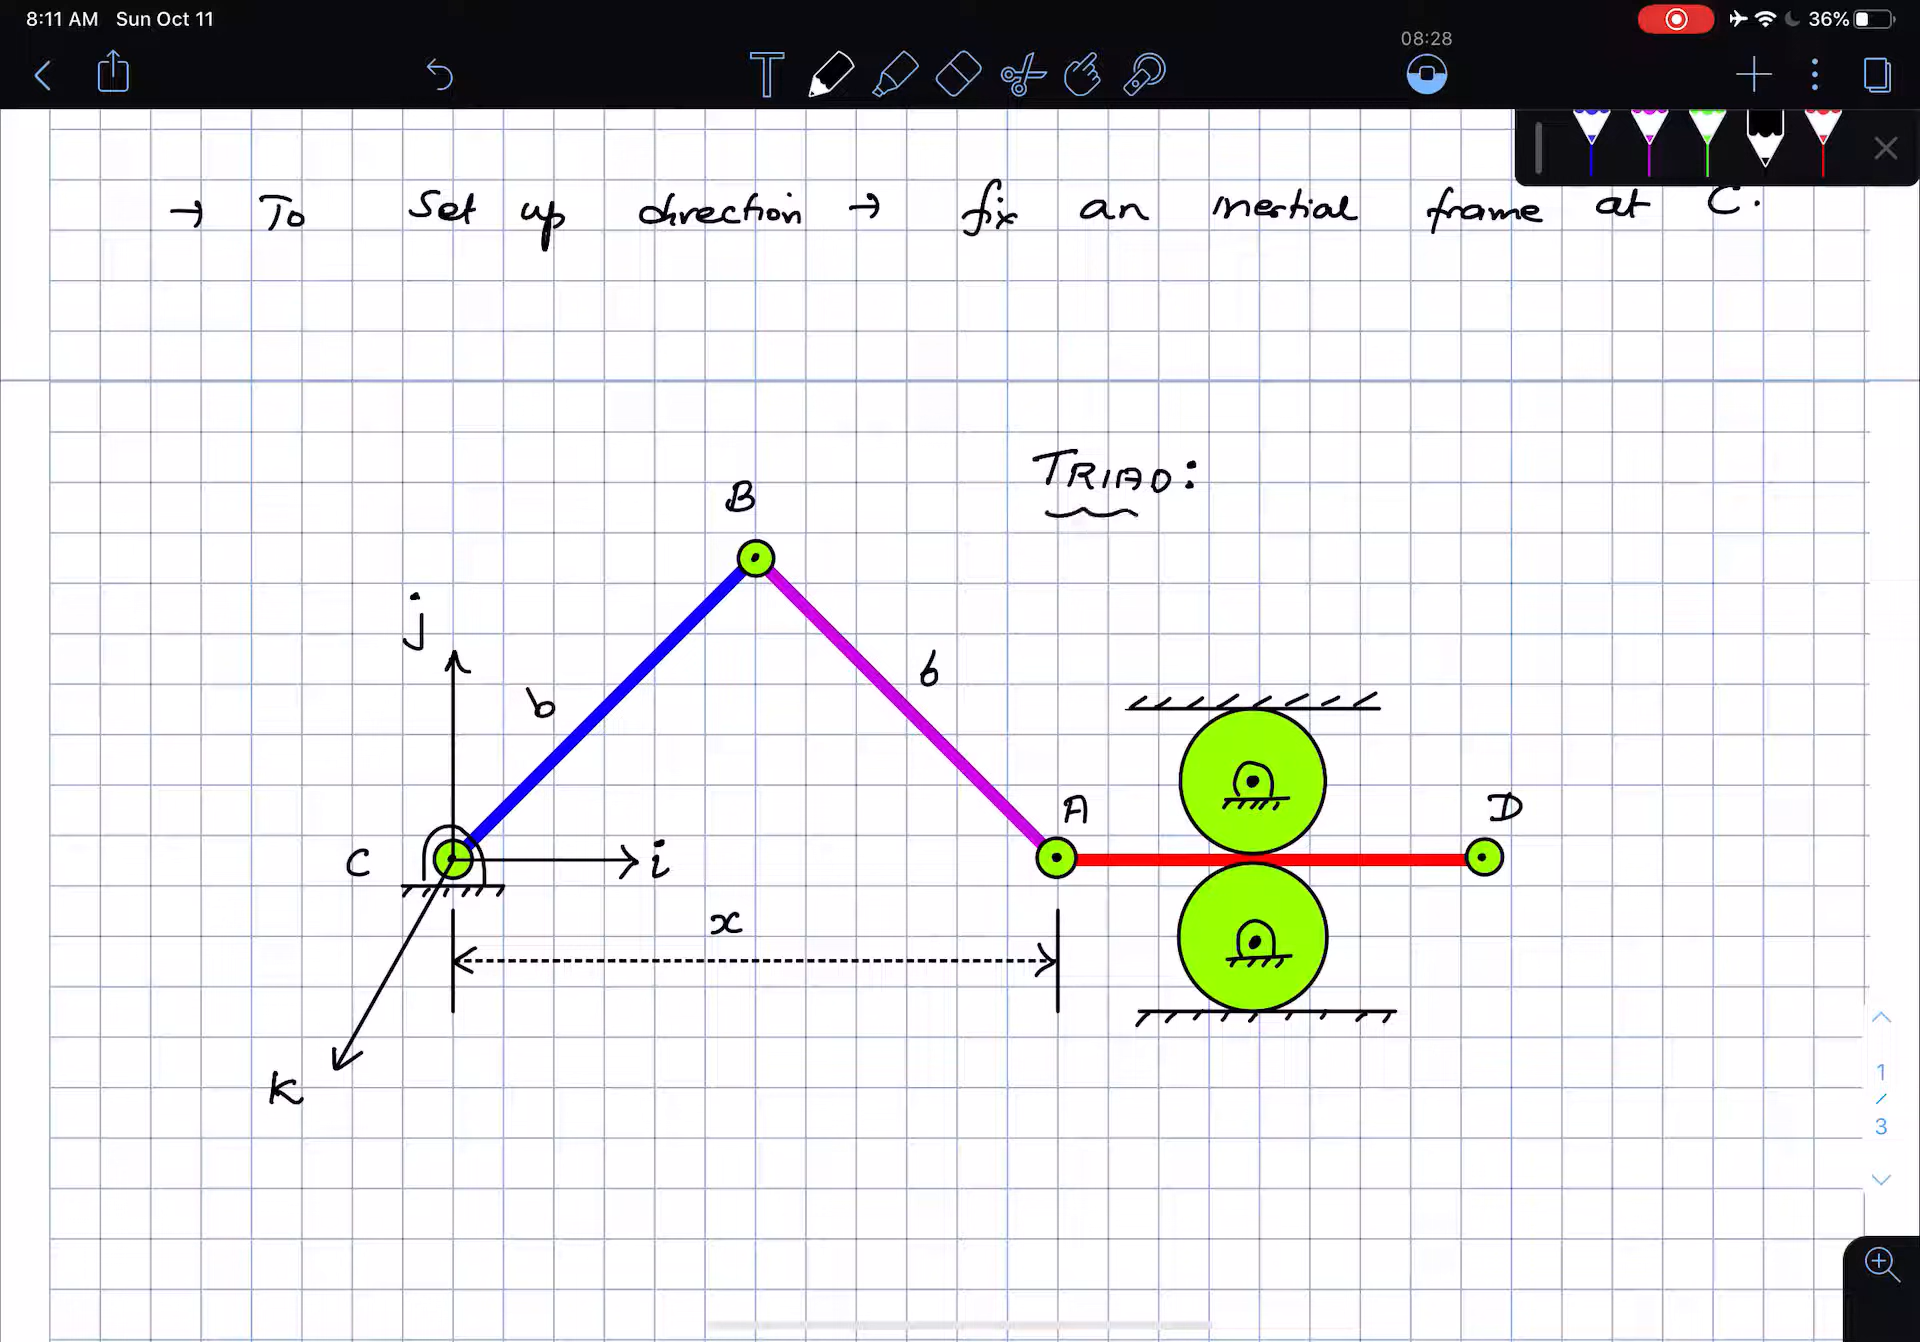 8:11 AM Sun Oct 11
36%
08:28
→ To Set up direction → fix an inertial frame at C.
TRIAD:
B
j
b
b
A
D
C
i
x
k
1
/
3